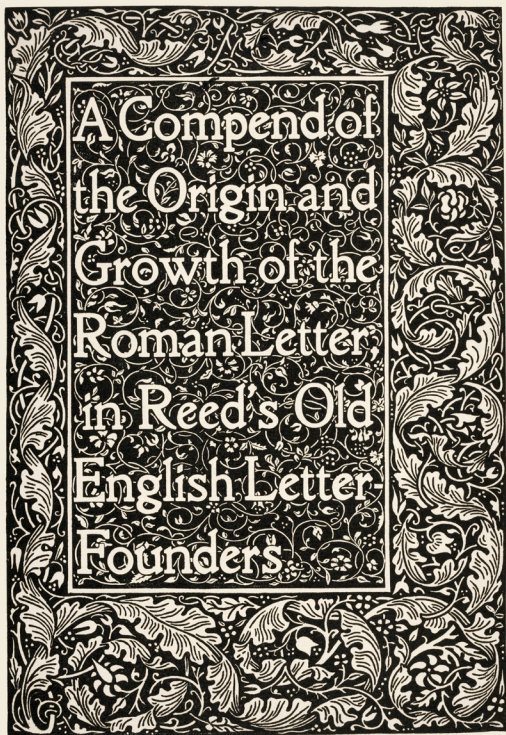 A Compend of
the Origin and
Growth of the
Roman Letter,
in Reed's Old
English Letter-
Founders